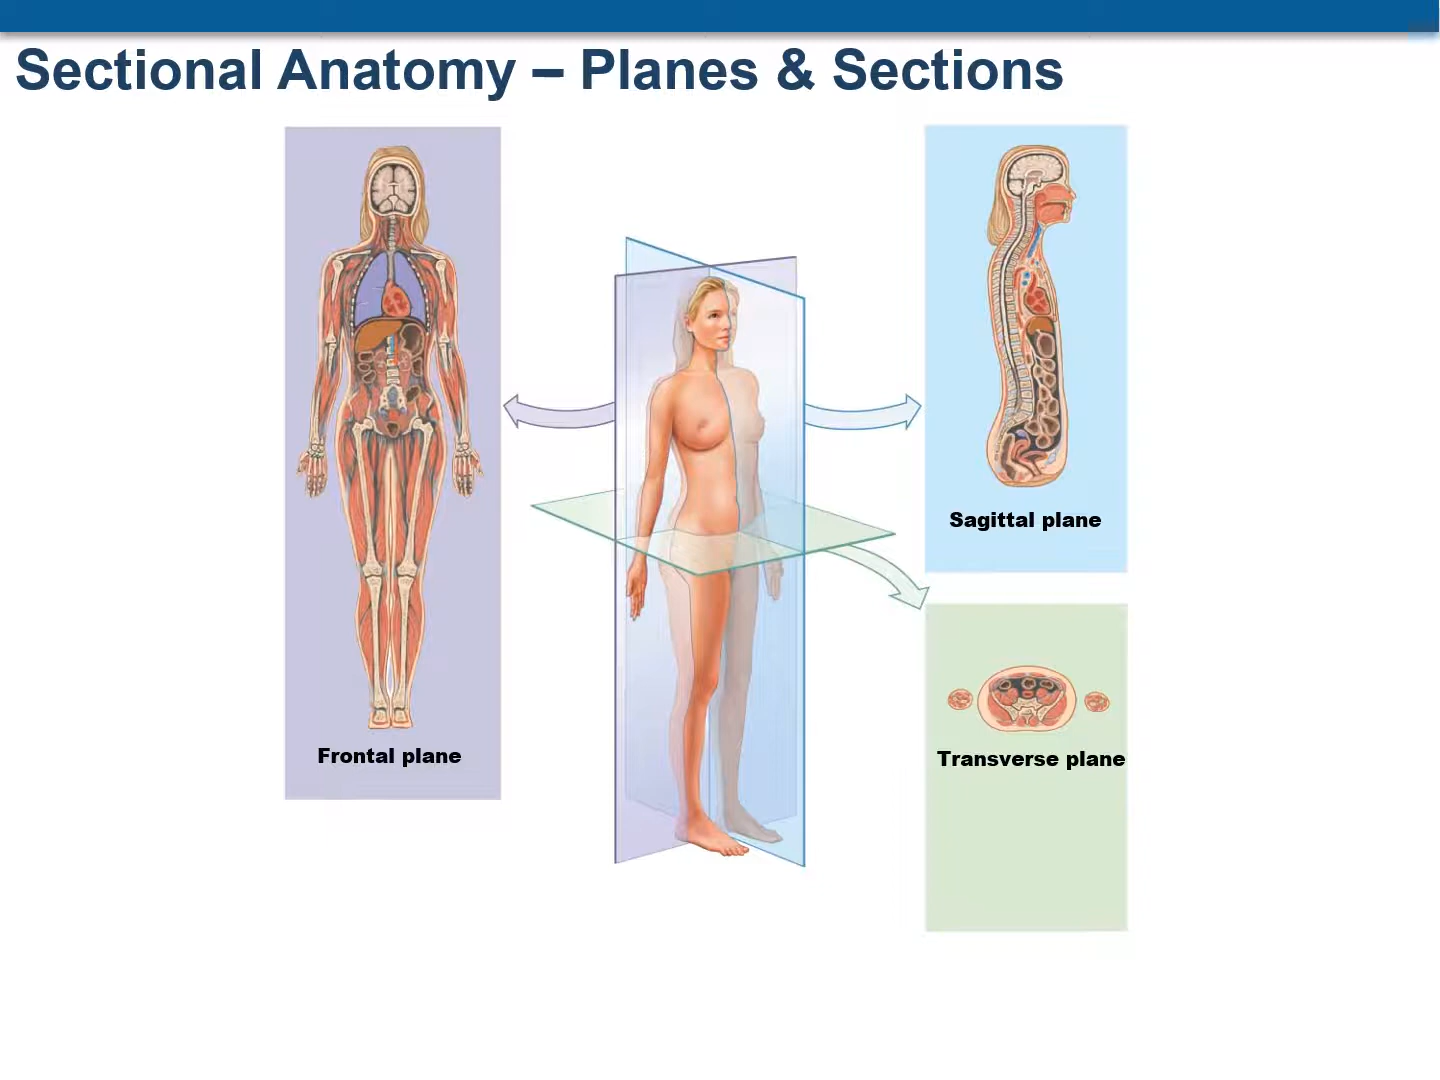 Sectional Anatomy – Planes & Sections
Frontal plane
Sagittal plane
Transverse plane